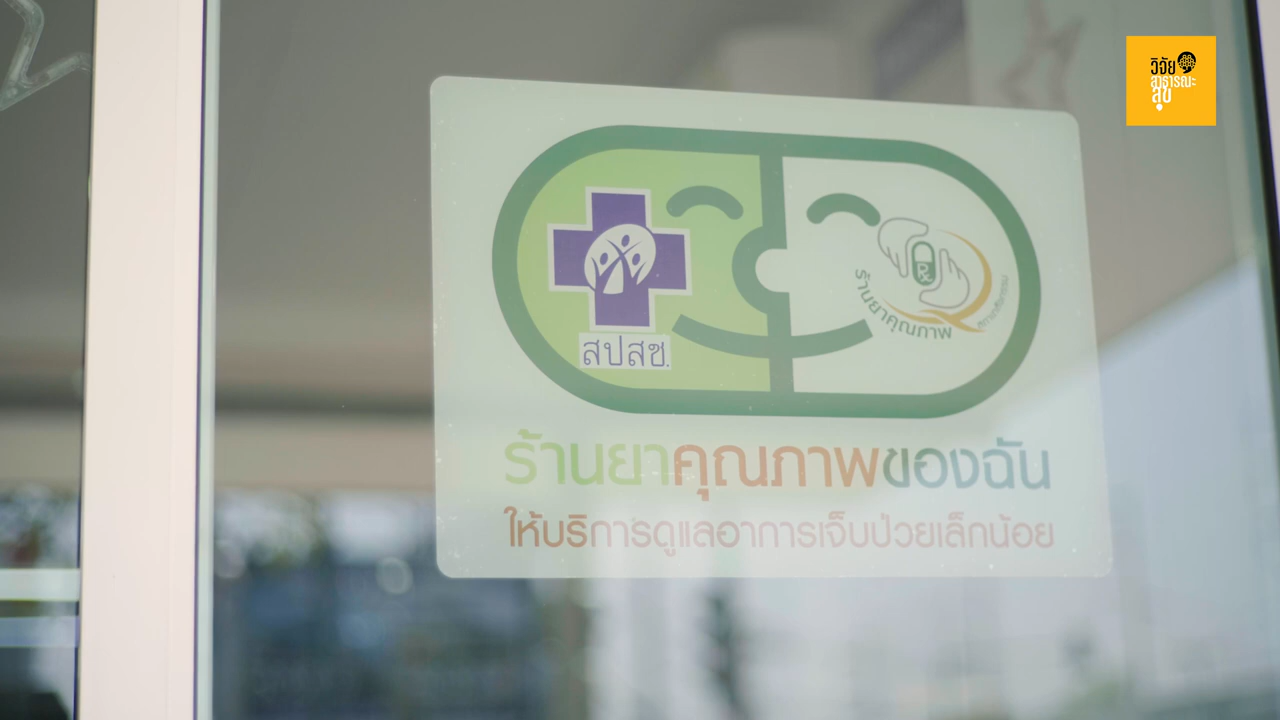 วิจัย
สาธารณะ
สุข
สปสช.
Rx
ร้านยาคุณภาพ
ร้านยาคุณภาพของฉัน
ให้บริการดูแลอาการเจ็บป่วยเล็กน้อย